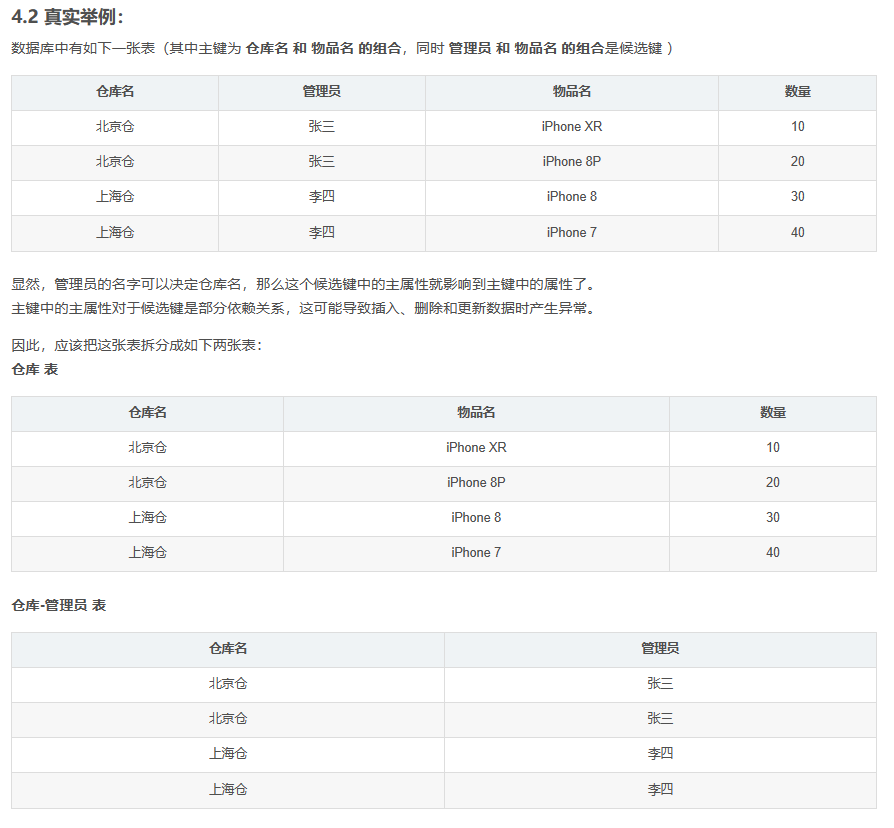 4.2 真实举例：
数据库中有如下一张表（其中主键为 仓库名 和 物品名 的组合，同时 管理员 和 物品名 的组合是候选键 ）
仓库名 管理员 物品名 数量
北京仓 张三 iPhone XR 10
北京仓 张三 iPhone 8P 20
上海仓 李四 iPhone 8 30
上海仓 李四 iPhone 7 40
显然，管理员的名字可以决定仓库名，那么这个候选键中的主属性就影响到主键中的属性了。
主键中的主属性对于候选键是部分依赖关系，这可能导致插入、删除和更新数据时产生异常。
因此，应该把这张表拆分成如下两张表：
仓库 表
仓库名 物品名 数量
北京仓 iPhone XR 10
北京仓 iPhone 8P 20
上海仓 iPhone 8 30
上海仓 iPhone 7 40
仓库-管理员 表
仓库名 管理员
北京仓 张三
北京仓 张三
上海仓 李四
上海仓 李四